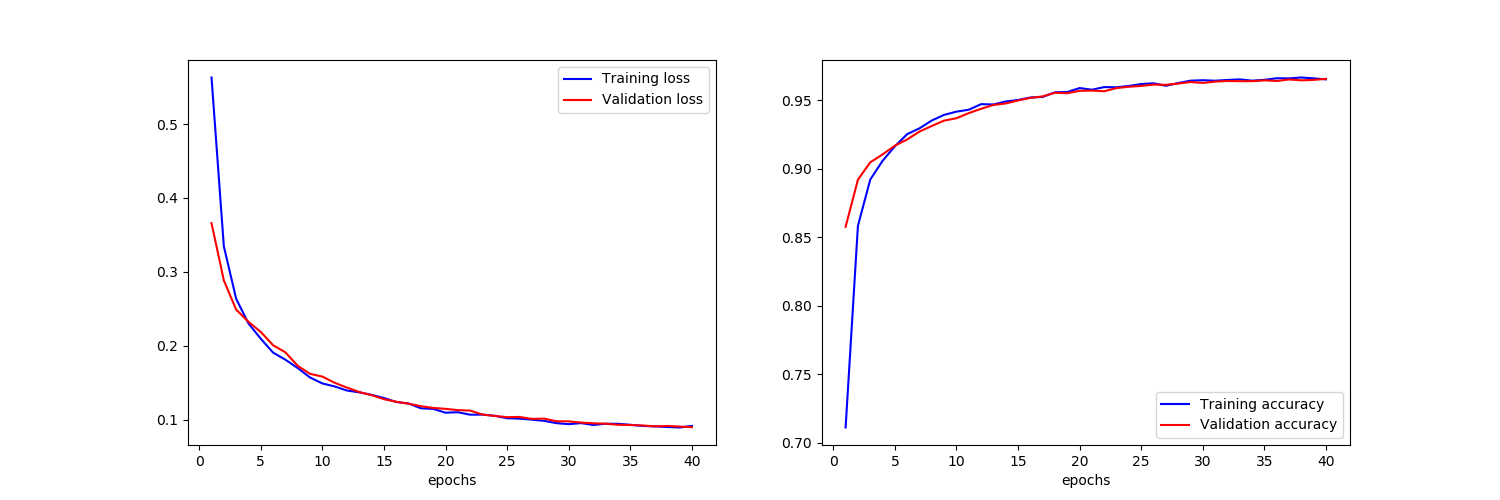 Training loss
Validation loss
0.5
0.4
0.3
0.2
0.1
0 5 10 15 20 25 30 35 40
epochs
0.95
0.90
0.85
0.80
0.75
0.70
Training accuracy
Validation accuracy
0 5 10 15 20 25 30 35 40
epochs